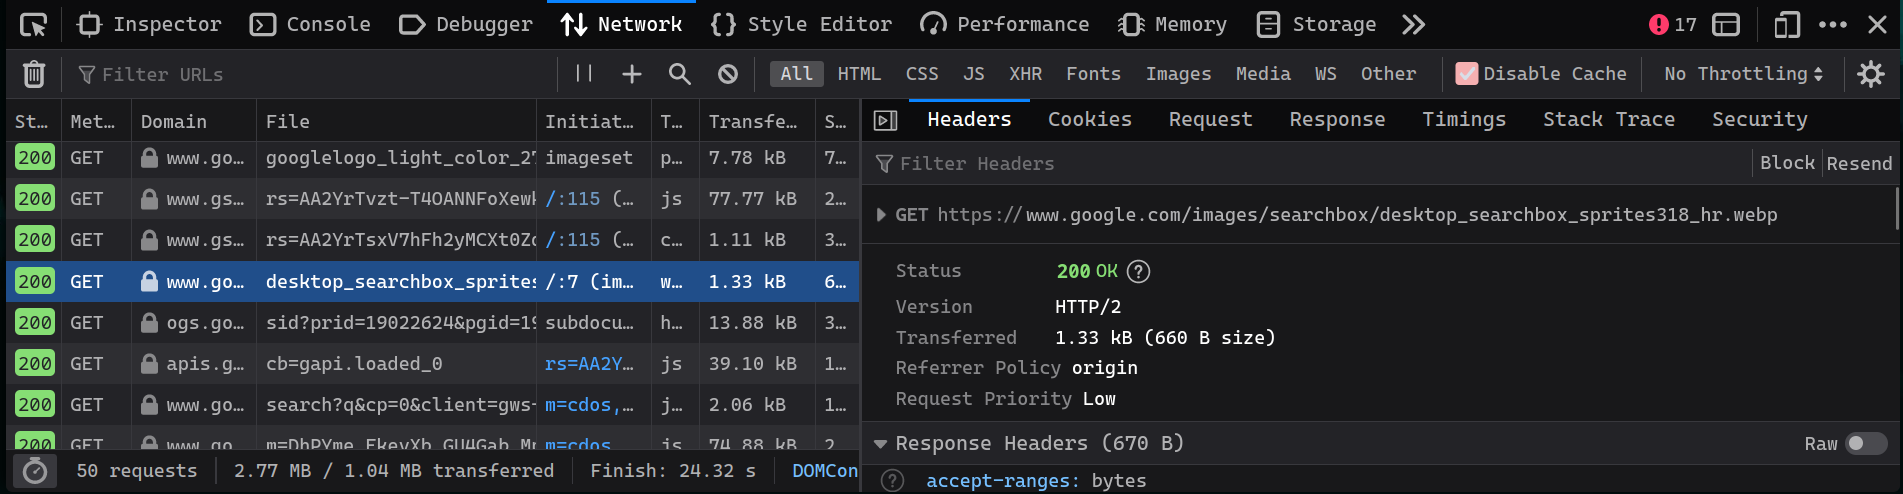 Inspector Console Debugger Network Style Editor Performance Memory Storage 17
Filter URLs All HTML CSS JS XHR Fonts Images Media WS Other Disable Cache No Throttling
St... Met... Domain File Initiat... T... Transfe... S...
200 GET www.go... googlelogo_light_color_27 imageset p... 7.78 kB 7...
200 GET www.gs... rs=AA2YrTvzt-T4OANNFoXewk /:115 (... js 77.77 kB 2...
200 GET www.gs... rs=AA2YrTsxV7hFh2yMCXt0Zo /:115 (... c... 1.11 kB 3...
200 GET www.go... desktop_searchbox_sprites /:7 (im... w... 1.33 kB 6...
200 GET ogs.go... sid?prid=19022624&pgid=19 subdocu... h... 13.88 kB 3...
200 GET apis.g... cb=gapi.loaded_0 rs=AA2Y... js 39.10 kB 1...
200 GET www.go... search?q&cp=0&client=gws- m=cdos,... j... 2.06 kB 1...
200 GET www.go... m=cdos js 74.88 kB 2
50 requests 2.77 MB / 1.04 MB transferred Finish: 24.32 s DOMCon
Headers Cookies Request Response Timings Stack Trace Security
Filter Headers Block Resend
GET https://www.google.com/images/searchbox/desktop_searchbox_sprites318_hr.webp
Status 200 OK
Version HTTP/2
Transferred 1.33 kB (660 B size)
Referrer Policy origin
Request Priority Low
Response Headers (670 B) Raw
accept-ranges: bytes